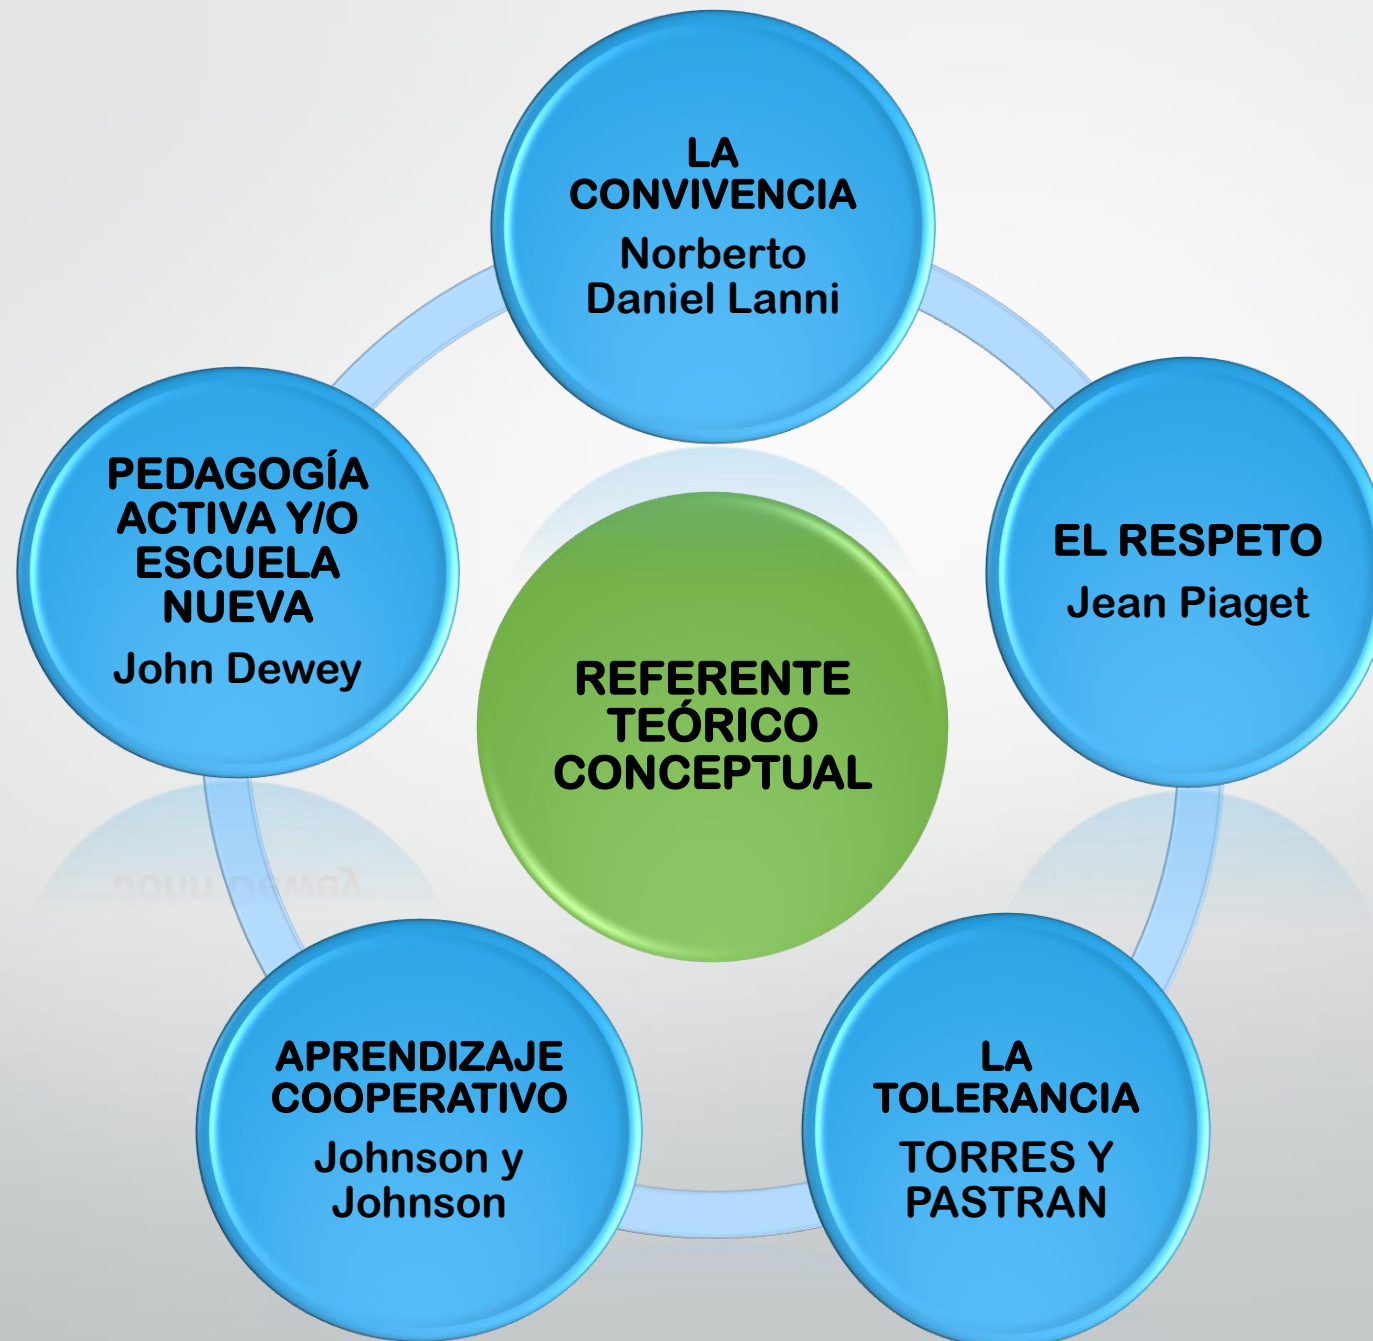 LA
CONVIVENCIA
Norberto
Daniel Lanni
PEDAGOGÍA
ACTIVA Y/O
ESCUELA
NUEVA
John Dewey
EL RESPETO
Jean Piaget
REFERENTE
TEÓRICO
CONCEPTUAL
APRENDIZAJE
COOPERATIVO
Johnson y
Johnson
LA
TOLERANCIA
TORRES Y
PASTRAN